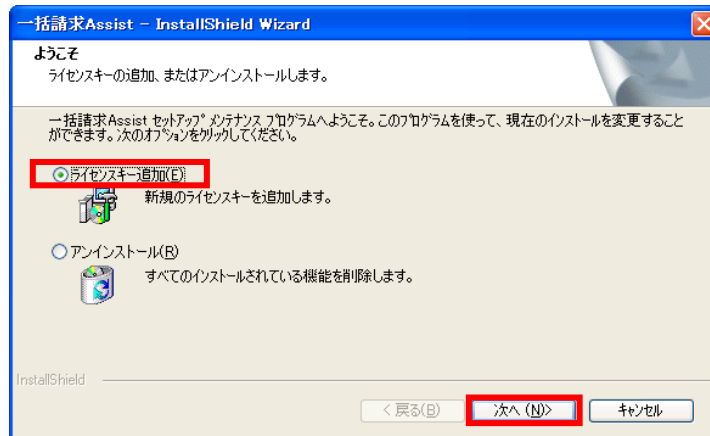 一括請求Assist - InstallShield Wizard
ようこそ
ライセンスキーの追加、またはアンインストールします。
一括請求Assist セットアップ メンテナンス プログラムへようこそ。このプログラムを使って、現在のインストールを変更すること
ができます。次のオプションをクリックしてください。
ライセンスキー追加(E)
新規のライセンスキーを追加します。
アンインストール(R)
すべてのインストールされている機能を削除します。
InstallShield
< 戻る(B)
次へ (N)>
キャンセル